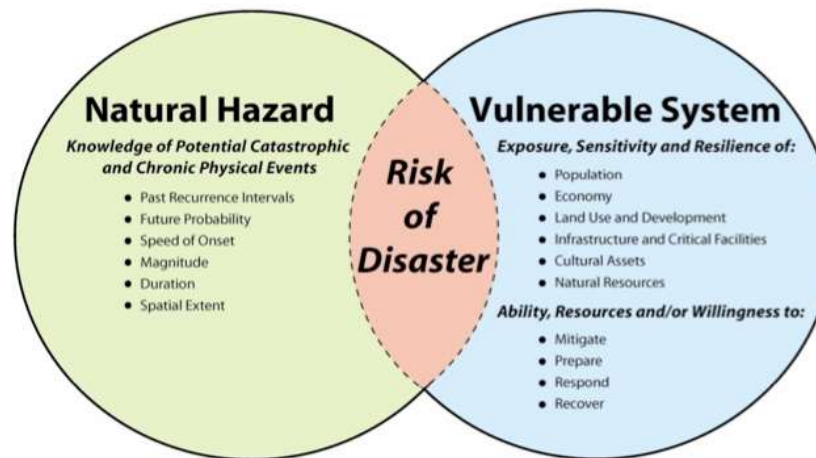 Natural Hazard
Knowledge of Potential Catastrophic
and Chronic Physical Events
• Past Recurrence Intervals
• Future Probability
• Speed of Onset
• Magnitude
• Duration
• Spatial Extent
Risk
of
Disaster
Vulnerable System
Exposure, Sensitivity and Resilience of:
• Population
• Economy
• Land Use and Development
• Infrastructure and Critical Facilities
• Cultural Assets
• Natural Resources
Ability, Resources and/or Willingness to:
• Mitigate
• Prepare
• Respond
• Recover